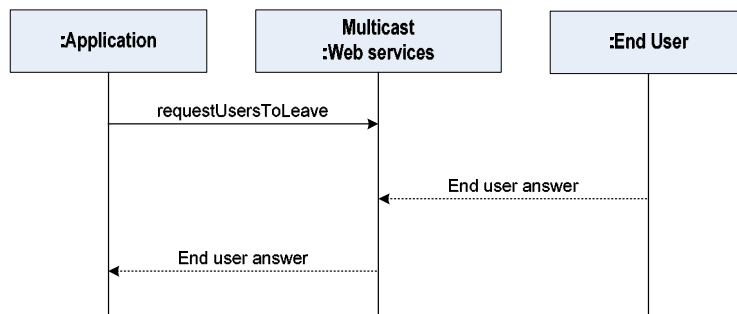 :Application
Multicast
:Web services
:End User
requestUsersToLeave
End user answer
End user answer